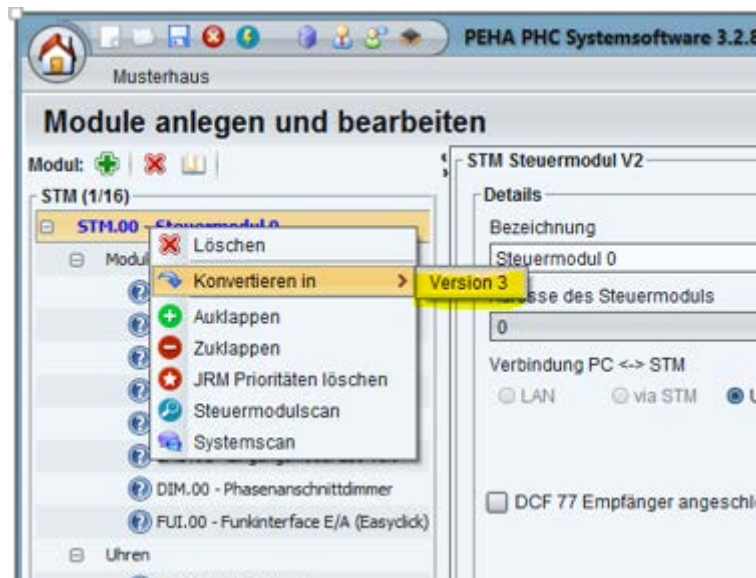 PEHA PHC Systemsoftware 3.2.8
Musterhaus
Module anlegen und bearbeiten
Modul:
STM (1/16)
STM.00 - Steuermodul 0
Modul
Löschen
Konvertieren in
Version 3
Auklappen
Zuklappen
JRM Prioritäten löschen
Steuermodulscan
Systemscan
DIM.00 - Phasenanschnittdimmer
FUI.00 - Funkinterface E/A (Easyclick)
Uhren
STM Steuermodul V2
Details
Bezeichnung
Steuermodul 0
sse des Steuermoduls
0
Verbindung PC <-> STM
LAN
via STM
U
DCF 77 Empfänger angeschl